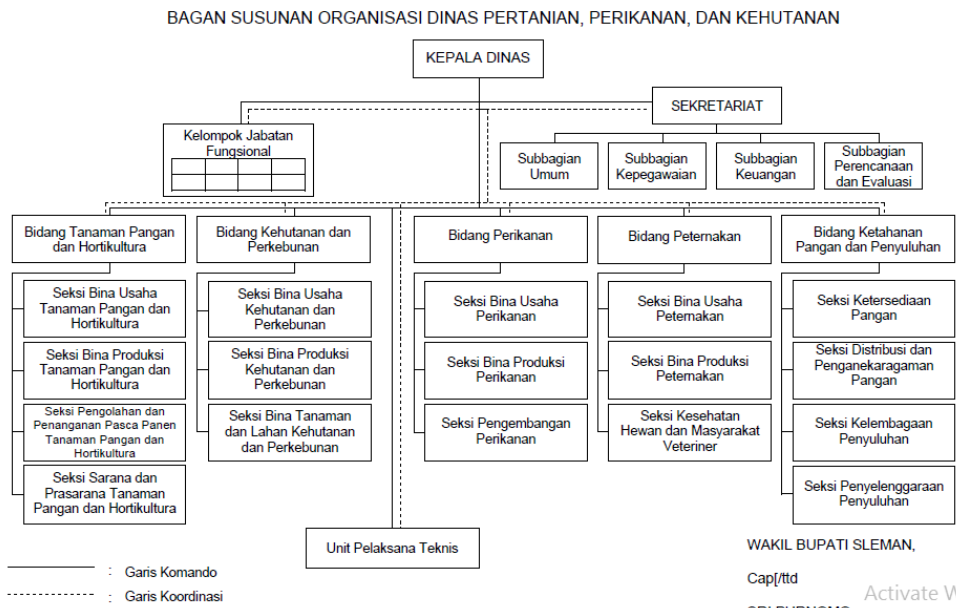 BAGAN SUSUNAN ORGANISASI DINAS PERTANIAN, PERIKANAN, DAN KEHUTANAN
KEPALA DINAS
SEKRETARIAT
Kelompok Jabatan
Fungsional
Subbagian
Umum
Subbagian
Kepegawaian
Subbagian
Keuangan
Subbagian
Perencanaan
dan Evaluasi
Bidang Tanaman Pangan
dan Hortikultura
Bidang Kehutanan dan
Perkebunan
Bidang Perikanan
Bidang Peternakan
Bidang Ketahanan
Pangan dan Penyuluhan
Seksi Bina Usaha
Tanaman Pangan dan
Hortikultura
Seksi Bina Produksi
Tanaman Pangan dan
Hortikultura
Seksi Pengolahan dan
Penanganan Pasca Panen
Tanaman Pangan dan
Hortikultura
Seksi Sarana dan
Prasarana Tanaman
Pangan dan Hortikultura
Seksi Bina Usaha
Kehutanan dan
Perkebunan
Seksi Bina Produksi
Kehutanan dan
Perkebunan
Seksi Bina Tanaman
dan Lahan Kehutanan
dan Perkebunan
Seksi Bina Usaha
Perikanan
Seksi Bina Produksi
Perikanan
Seksi Pengembangan
Perikanan
Seksi Bina Usaha
Peternakan
Seksi Bina Produksi
Peternakan
Seksi Kesehatan
Hewan dan Masyarakat
Veteriner
Seksi Ketersediaan
Pangan
Seksi Distribusi dan
Penganekaragaman
Pangan
Seksi Kelembagaan
Penyuluhan
Seksi Penyelenggaraan
Penyuluhan
Unit Pelaksana Teknis
: Garis Komando
: Garis Koordinasi
WAKIL BUPATI SLEMAN,
Cap[/ttd
Activate W